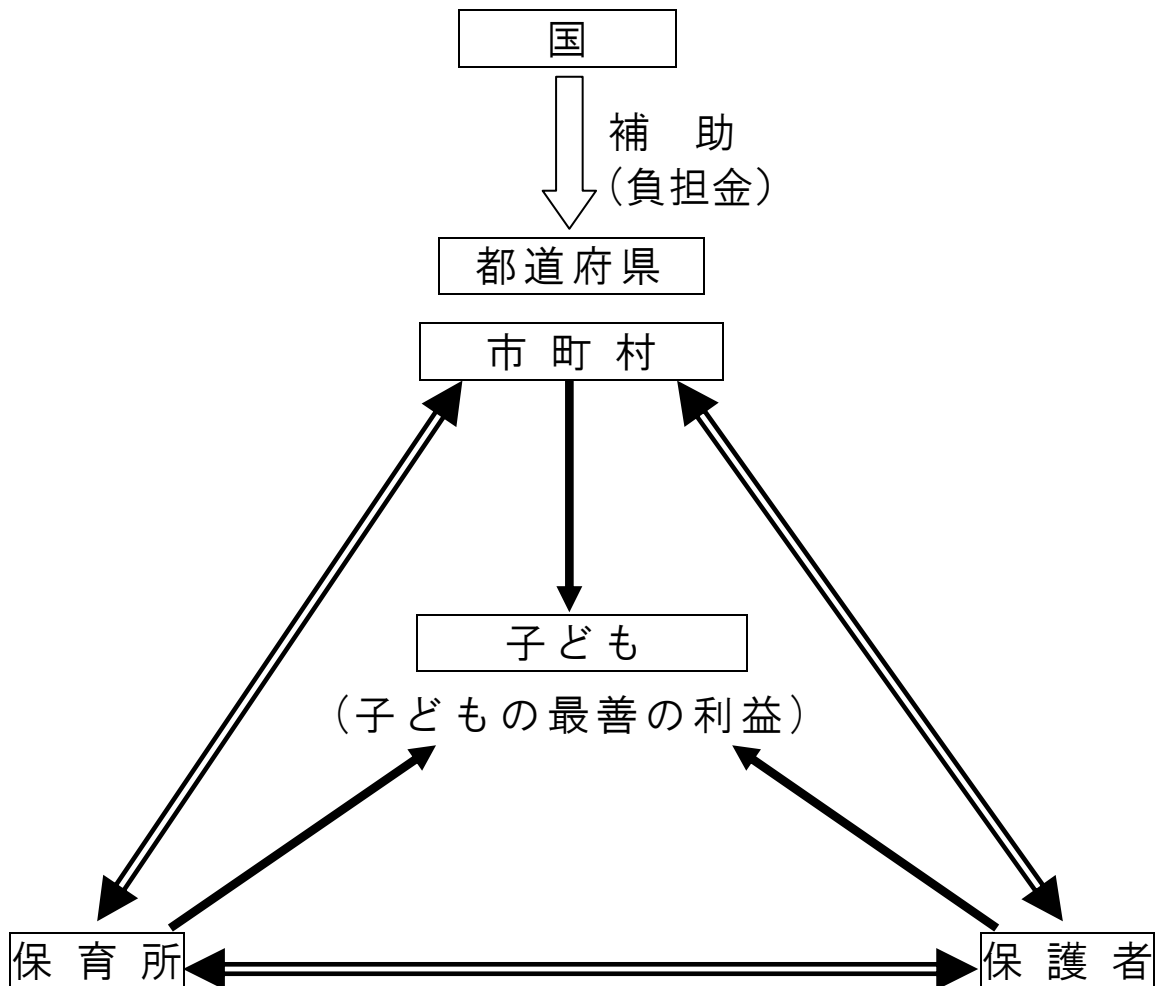 国
補 助
（負担金）
都道府県
市町村
子ども
（子どもの最善の利益）
保育所
保護者